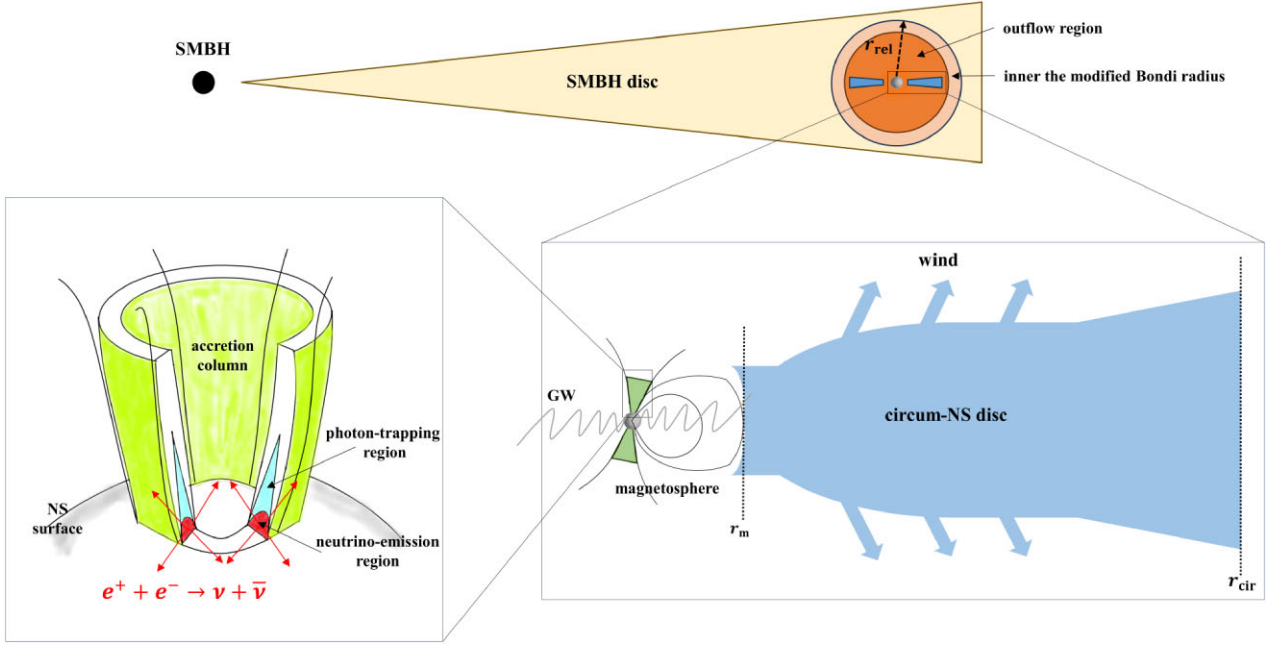 SMBH
SMBH disc
r_rel
outflow region
inner the modified Bondi radius
accretion
column
photon-trapping
region
NS
surface
neutrino-emission
region
e⁺ + e⁻ → ν + ν̅
wind
GW
circum-NS disc
magnetosphere
r_m
r_cir